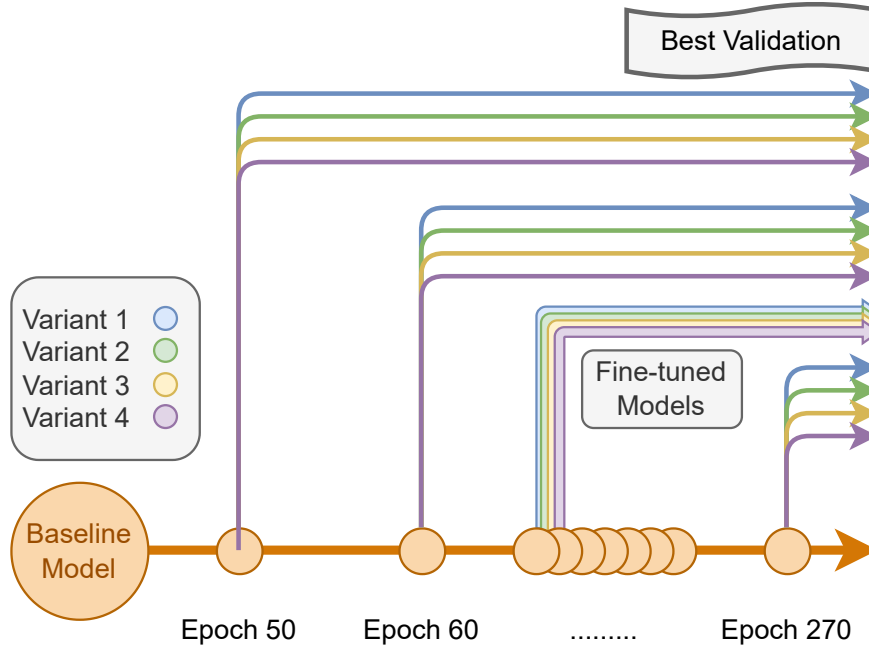 Best Validation
Variant 1
Variant 2
Variant 3
Variant 4
Fine-tuned
Models
Baseline
Model
Epoch 50
Epoch 60
.........
Epoch 270